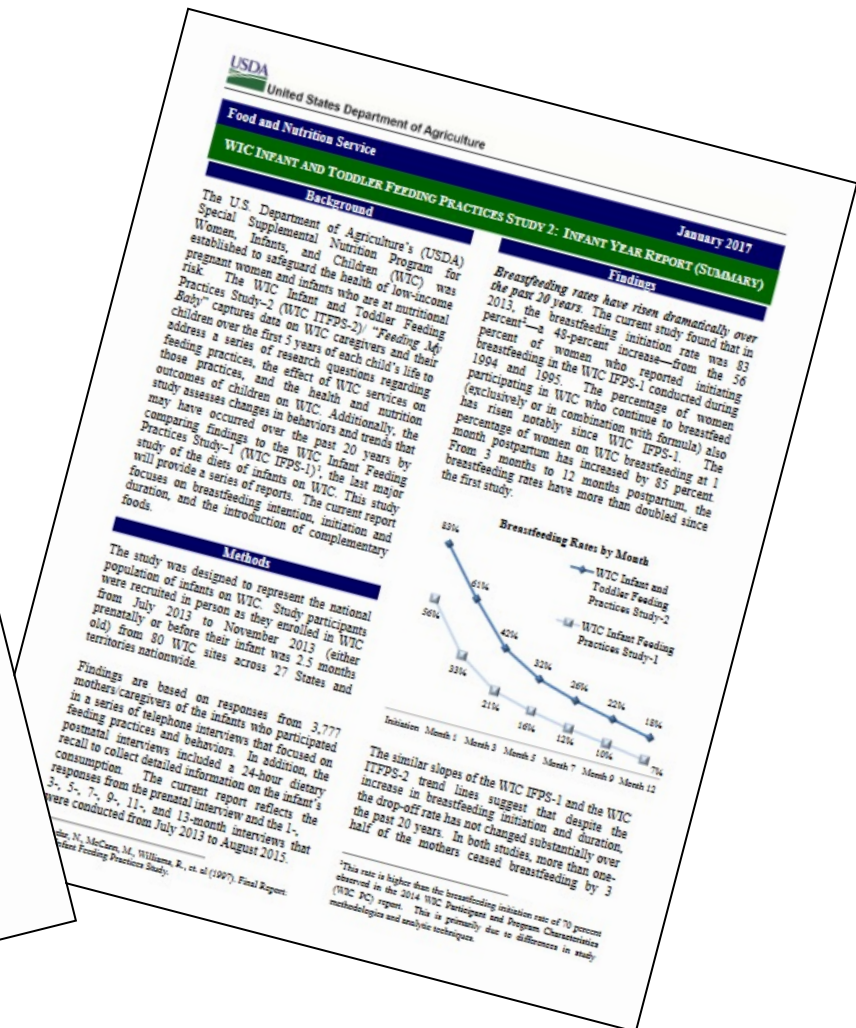 USDA
United States Department of Agriculture
Food and Nutrition Service
January 2017
WIC INFANT AND TODDLER FEEDING PRACTICES STUDY 2: INFANT YEAR REPORT (SUMMARY)
Background
The U.S. Department of Agriculture's (USDA)
Special Supplemental Nutrition Program for
Women, Infants, and Children (WIC) was
established to safeguard the health of low-income
pregnant women and infants who are at nutritional
risk. The WIC Infant and Toddler Feeding
Practices Study–2 (WIC ITFPS-2)/ "Feeding My
Baby" captures data on WIC caregivers and their
children over the first 5 years of each child's life to
address a series of research questions regarding
feeding practices, the effect of WIC services on
those practices, and the health and nutrition
outcomes of children on WIC. Additionally, the
study assesses changes in behaviors and trends that
may have occurred over the past 20 years by
comparing findings to the WIC Infant Feeding
Practices Study–1 (WIC IFPS-1)¹, the last major
study of the diets of infants on WIC. This study
will provide a series of reports. The current report
focuses on breastfeeding intention, initiation and
duration, and the introduction of complementary
foods.
Methods
The study was designed to represent the national
population of infants on WIC. Study participants
were recruited in person as they enrolled in WIC
from July 2013 to November 2013 (either
prenatally or before their infant was 2.5 months
old) from 80 WIC sites across 27 States and
territories nationwide.
Findings are based on responses from 3,777
mothers/caregivers of the infants who participated
in a series of telephone interviews that focused on
feeding practices and behaviors. In addition, the
postnatal interviews included a 24-hour dietary
recall to collect detailed information on the infant's
consumption. The current report reflects the
responses from the prenatal interview and the 1-,
3-, 5-, 7-, 9-, 11-, and 13-month interviews that
were conducted from July 2013 to August 2015.
N., McCann, M., Williams, R., et. al (1997). Final Report:
Infant Feeding Practices Study.
Findings
Breastfeeding rates have risen dramatically over
the past 20 years. The current study found that in
2013, the breastfeeding initiation rate was 83
percent²—a 48-percent increase—from the 56
percent of women who reported initiating
breastfeeding in the WIC IFPS-1 conducted during
1994 and 1995. The percentage of women
participating in WIC who continue to breastfeed
(exclusively or in combination with formula) also
has risen notably since WIC IFPS-1. The
percentage of women on WIC breastfeeding at 1
month postpartum has increased by 85 percent.
From 3 months to 12 months postpartum, the
breastfeeding rates have more than doubled since
the first study.
Breastfeeding Rates by Month
WIC Infant and
Toddler Feeding
Practices Study-2
WIC Infant Feeding
Practices Study-1
83% 61% 42% 32% 26% 22% 18%
56% 33% 21% 16% 12% 10% 7%
Initiation Month 1 Month 3 Month 5 Month 7 Month 9 Month 12
The similar slopes of the WIC IFPS-1 and the WIC
ITFPS-2 trend lines suggest that despite the
increase in breastfeeding initiation and duration,
the drop-off rate has not changed substantially over
the past 20 years. In both studies, more than one-
half of the mothers ceased breastfeeding by 3
²This rate is higher than the breastfeeding initiation rate of 70 percent
observed in the 2014 WIC Participant and Program Characteristics
(WIC PC) report. This is primarily due to differences in study
methodologies and analytic techniques.